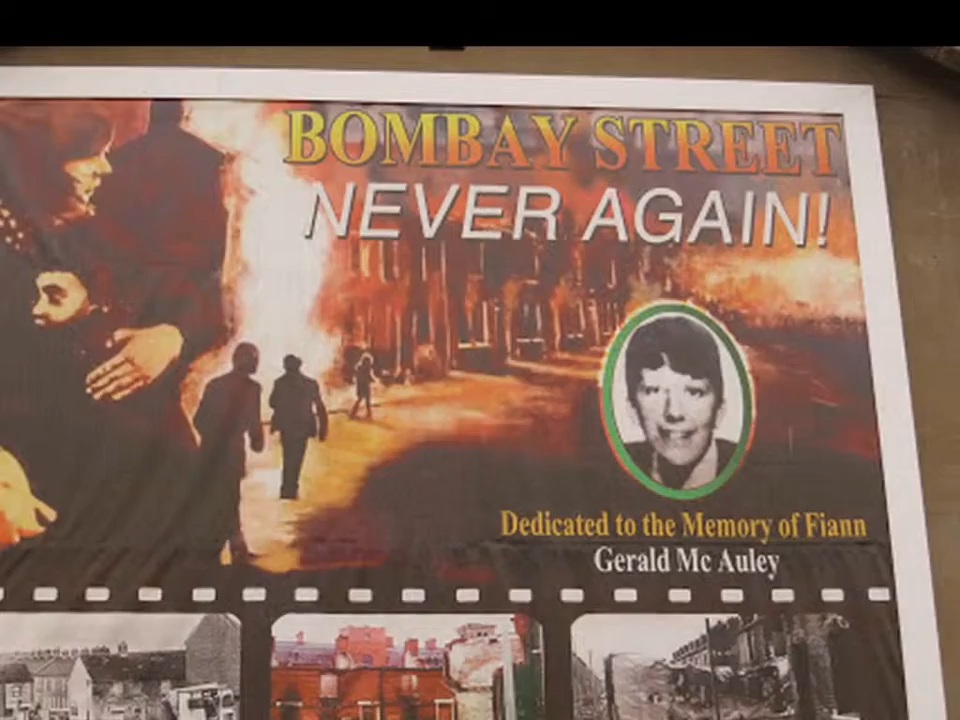 BOMBAY STREET
NEVER AGAIN!
Dedicated to the Memory of Fiann
Gerald Mc Auley